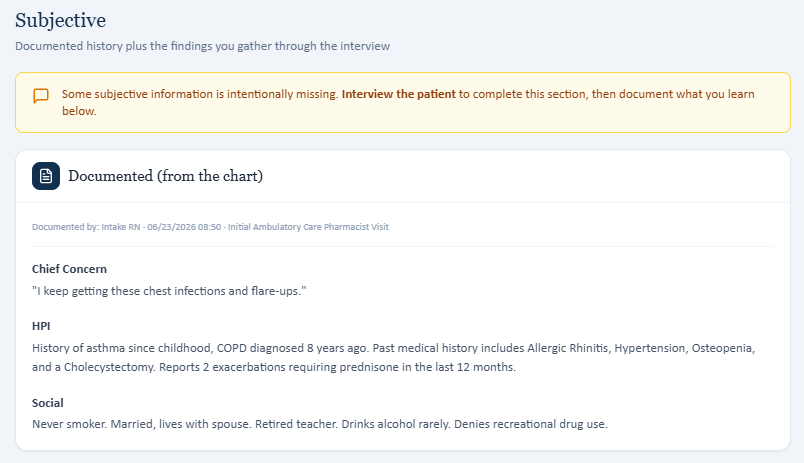 Subjective
Documented history plus the findings you gather through the interview
Some subjective information is intentionally missing. Interview the patient to complete this section, then document what you learn
below.
Documented (from the chart)
Documented by: Intake RN · 06/23/2026 08:50 · Initial Ambulatory Care Pharmacist Visit
Chief Concern
"I keep getting these chest infections and flare-ups."
HPI
History of asthma since childhood, COPD diagnosed 8 years ago. Past medical history includes Allergic Rhinitis, Hypertension, Osteopenia,
and a Cholecystectomy. Reports 2 exacerbations requiring prednisone in the last 12 months.
Social
Never smoker. Married, lives with spouse. Retired teacher. Drinks alcohol rarely. Denies recreational drug use.